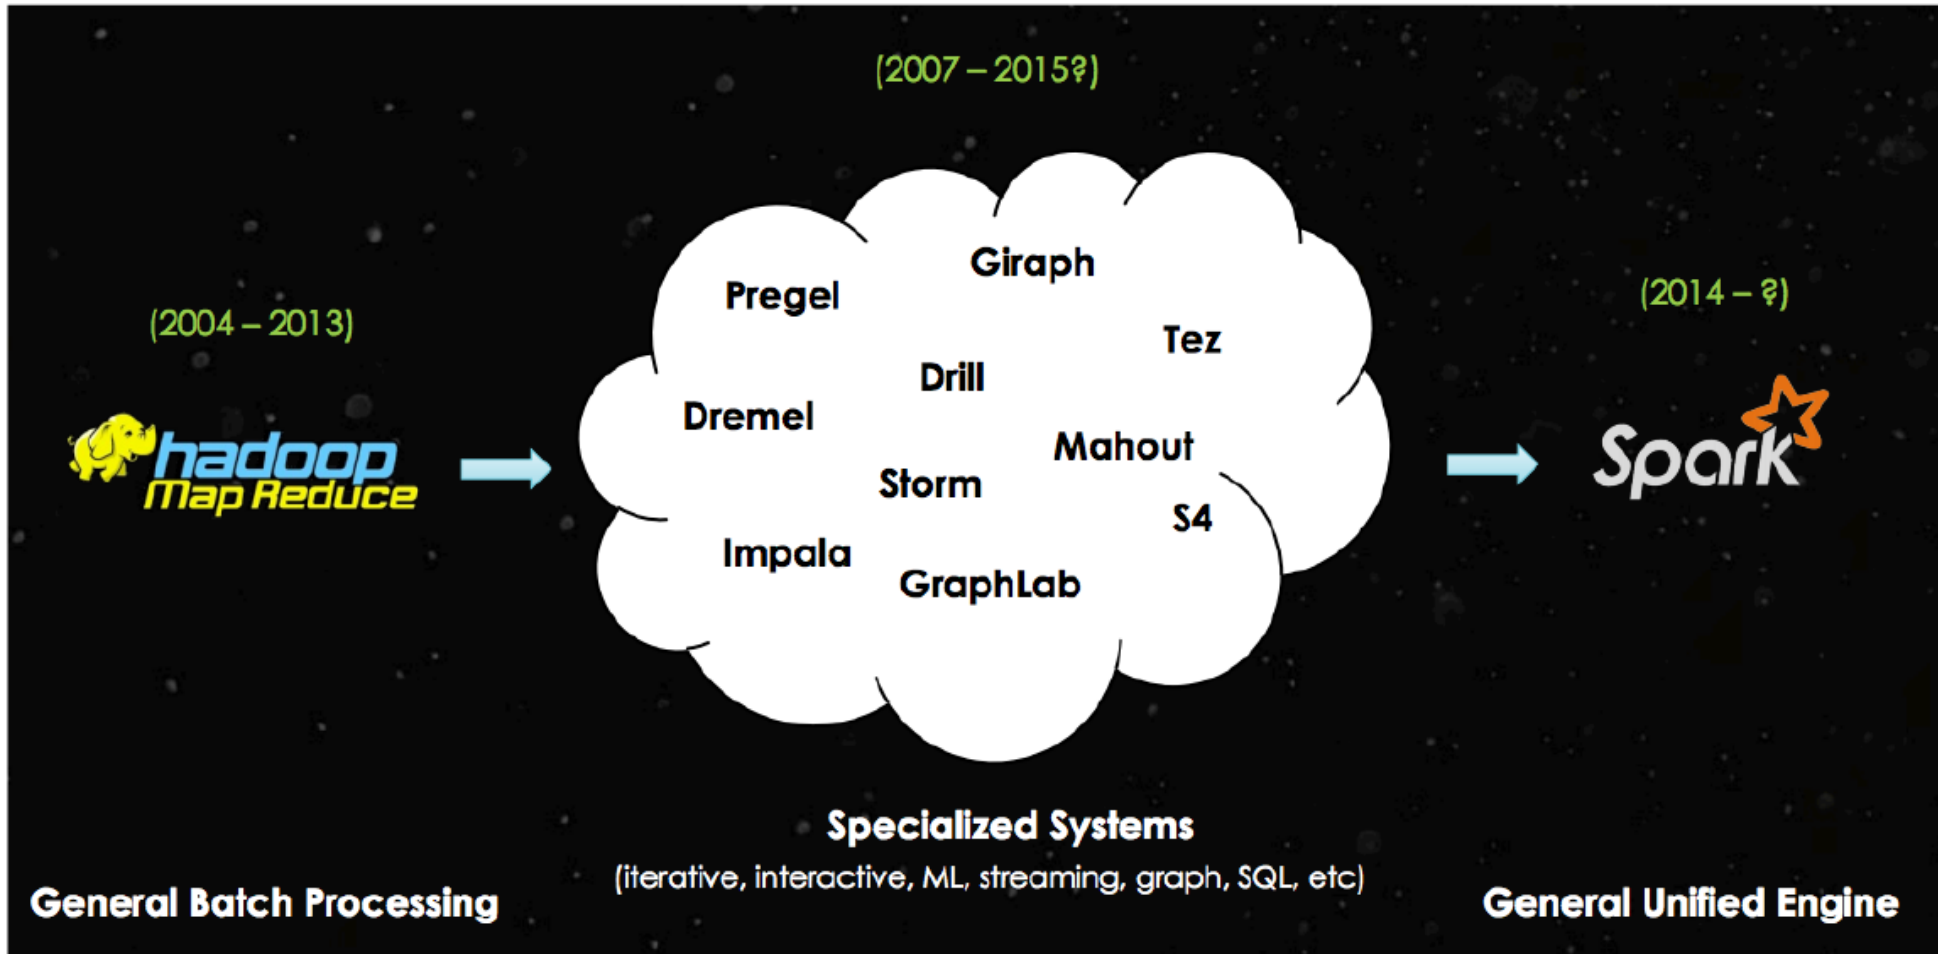 (2007 – 2015?)
(2004 – 2013)
(2014 – ?)
hadoop
Map Reduce
Pregel
Giraph
Tez
Drill
Dremel
Mahout
Storm
S4
Impala
GraphLab
Spark
Specialized Systems
(iterative, interactive, ML, streaming, graph, SQL, etc)
General Batch Processing
General Unified Engine